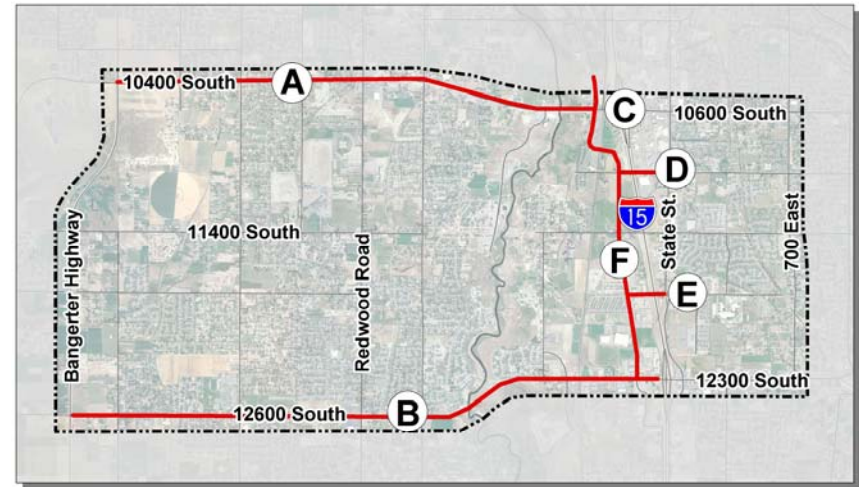 10400 South
A
C
10600 South
D
Bangerter Highway
11400 South
Redwood Road
15
State St.
700 East
F
E
12300 South
12600 South
B